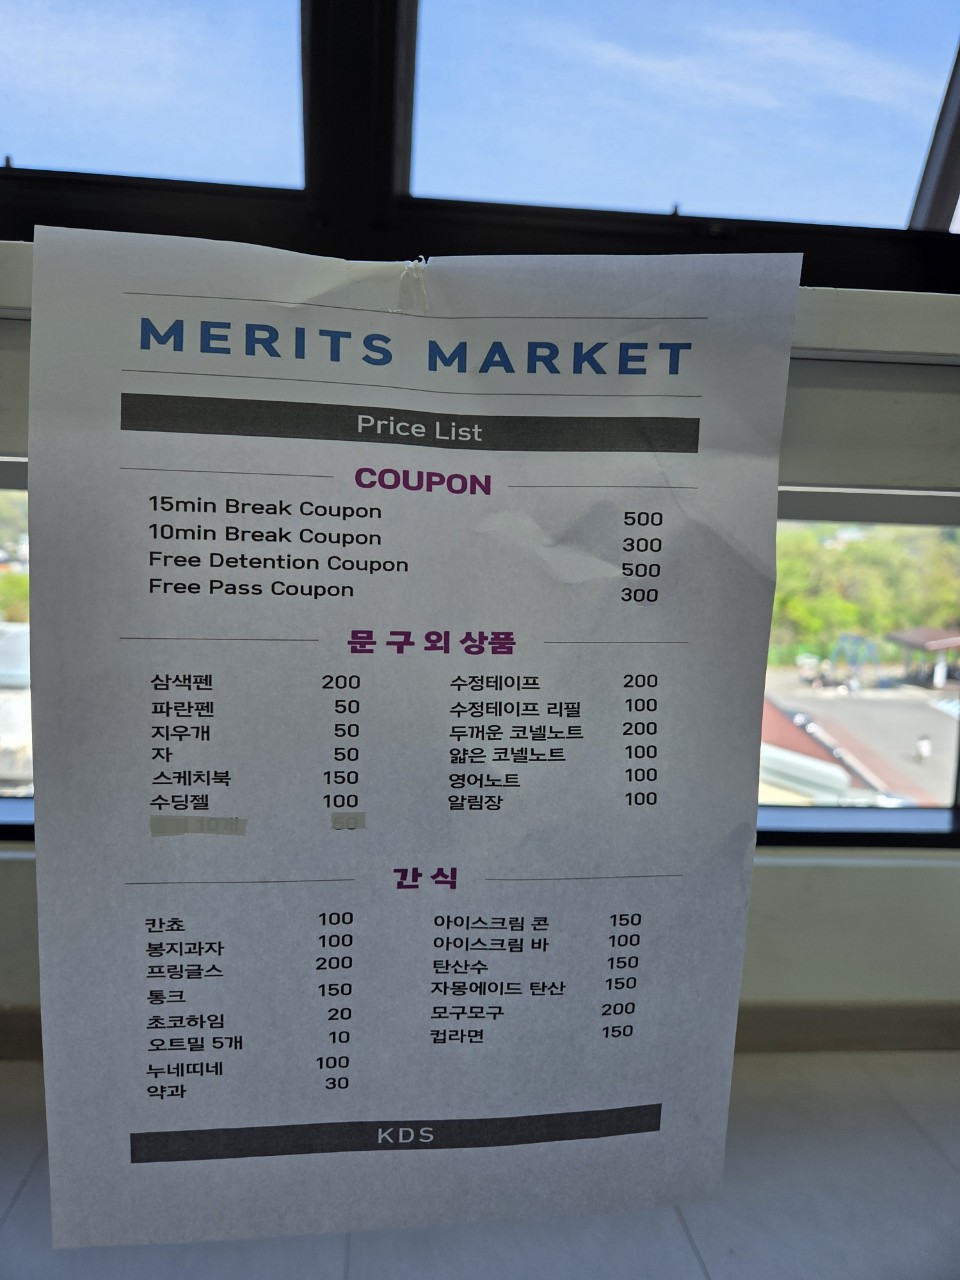 MERITS MARKET
Price List
COUPON
15min Break Coupon 500
10min Break Coupon 300
Free Detention Coupon 500
Free Pass Coupon 300
문구외상품
삼색펜 200
파란펜 50
지우개 50
자 50
스케치북 150
수딩젤 100
10개 50
수정테이프 200
수정테이프 리필 100
두꺼운 코넬노트 200
얇은 코넬노트 100
영어노트 100
알림장 100
간식
칸쵸 100
봉지과자 100
프링글스 200
통크 150
초코하임 20
오트밀 5개 10
누네띠네 100
약과 30
아이스크림 콘 150
아이스크림 바 100
탄산수 150
자몽에이드 탄산 150
모구모구 200
컵라면 150
KDS